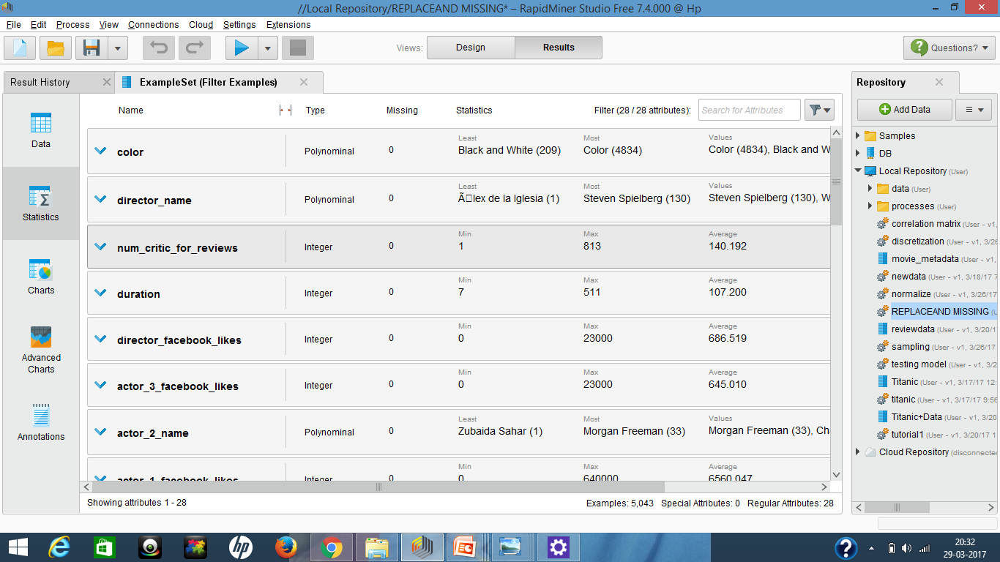 //Local Repository/REPLACEAND MISSING* – RapidMiner Studio Free 7.4.000 @ Hp
File Edit Process View Connections Cloud Settings Extensions
Views: Design Results Questions?
Result History ExampleSet (Filter Examples)
Data
Statistics
Charts
Advanced
Charts
Annotations
Name Type Missing Statistics Filter (28 / 28 attributes): Search for Attributes
Least Most Values
color Polynominal 0 Black and White (209) Color (4834) Color (4834), Black and W
Least Most Values
director_name Polynominal 0 lex de la Iglesia (1) Steven Spielberg (130) Steven Spielberg (130), W
Min Max Average
num_critic_for_reviews Integer 0 1 813 140.192
Min Max Average
duration Integer 0 7 511 107.200
Min Max Average
director_facebook_likes Integer 0 0 23000 686.519
Min Max Average
actor_3_facebook_likes Integer 0 0 23000 645.010
Least Most Values
actor_2_name Polynominal 0 Zubaida Sahar (1) Morgan Freeman (33) Morgan Freeman (33), Ch
Min Max Average
actor_1_facebook_likes Integer 0 0 640000 6560.047
Showing attributes 1 - 28 Examples: 5,043 Special Attributes: 0 Regular Attributes: 28
Repository
Add Data
Samples
DB
Local Repository (User)
data (User)
processes (User)
correlation matrix (User - v1,
discretization (User - v1, 3/26
movie_metadata (User - v1,
newdata (User - v1, 3/18/17 7
normalize (User - v1, 3/26/17
REPLACEAND MISSING (U
reviewdata (User - v1, 3/20/1
sampling (User - v1, 3/26/17
testing model (User - v1, 3/2
Titanic (User - v1, 3/17/17 12:
titanic (User - v1, 3/17/17 9:56
Titanic+Data (User - v1, 3/20
tutorial1 (User - v1, 3/20/17 1
Cloud Repository (disconnected
hp
20:32
29-03-2017